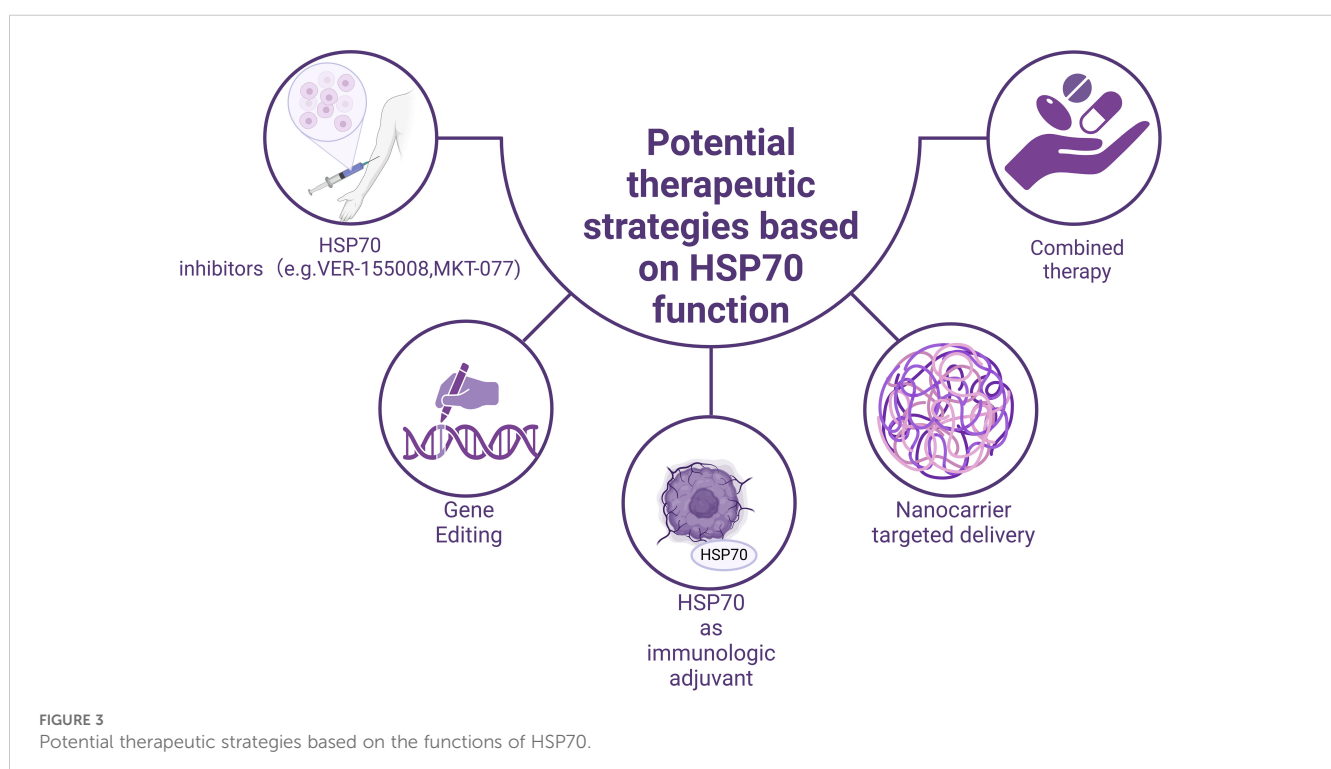 Potential
therapeutic
strategies based
on HSP70
function
HSP70
inhibitors（e.g.VER-155008,MKT-077)
Gene
Editing
HSP70
HSP70
as
immunologic
adjuvant
Nanocarrier
targeted delivery
Combined
therapy
FIGURE 3
Potential therapeutic strategies based on the functions of HSP70.